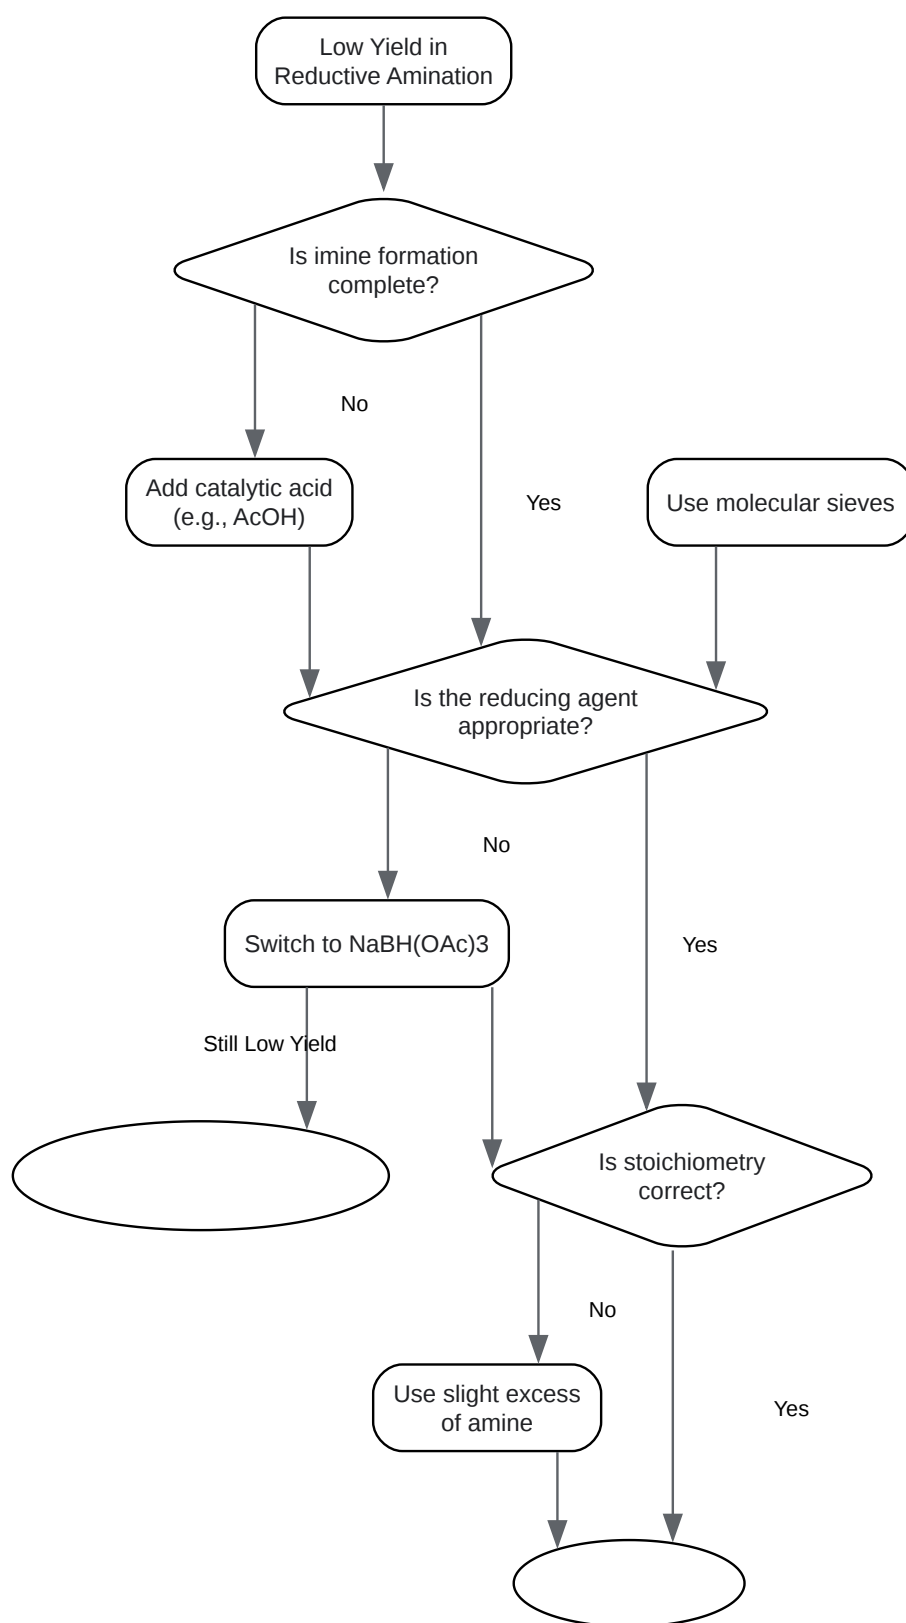 Low Yield in
Reductive Amination
Is imine formation
complete?
No
Add catalytic acid
(e.g., AcOH)
Yes
Use molecular sieves
Is the reducing agent
appropriate?
No
Switch to NaBH(OAc)3
Yes
Still Low Yield
Is stoichiometry
correct?
No
Use slight excess
of amine
Yes